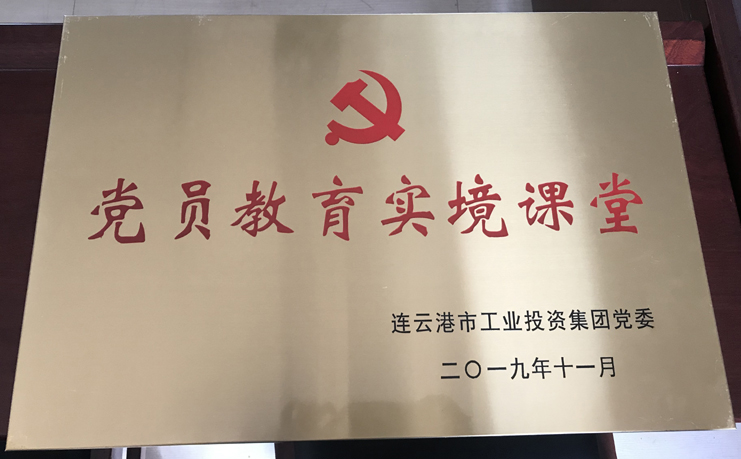 党员教育实境课堂
连云港市工业投资集团党委
二〇一九年十一月